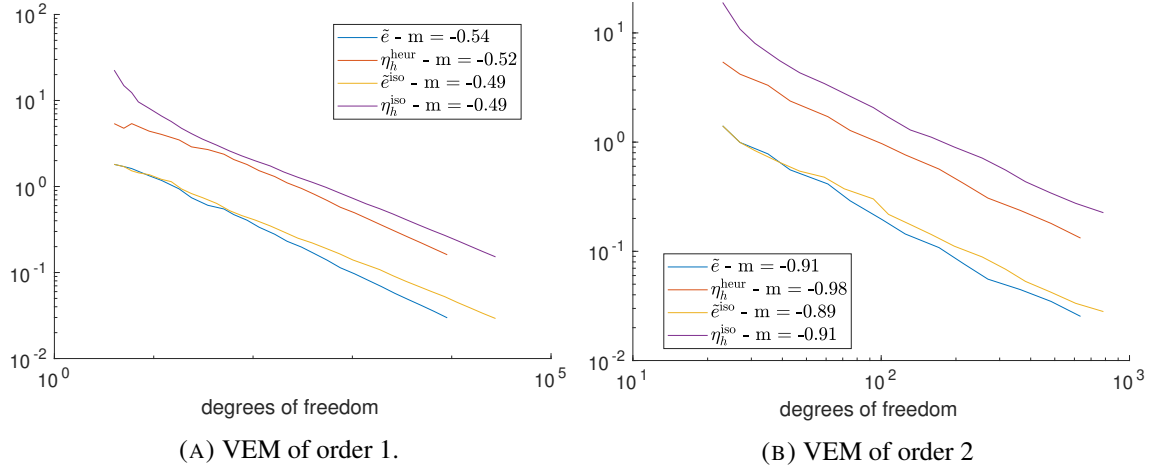 10^2
10^1
10^0
10^-1
10^-2
10^0
10^5
degrees of freedom
ẽ - m = -0.54
η_h^heur - m = -0.52
ẽ^iso - m = -0.49
η_h^iso - m = -0.49
(A) VEM of order 1.
10^1
10^0
10^-1
10^-2
10^1
10^2
10^3
degrees of freedom
ẽ - m = -0.91
η_h^heur - m = -0.98
ẽ^iso - m = -0.89
η_h^iso - m = -0.91
(B) VEM of order 2